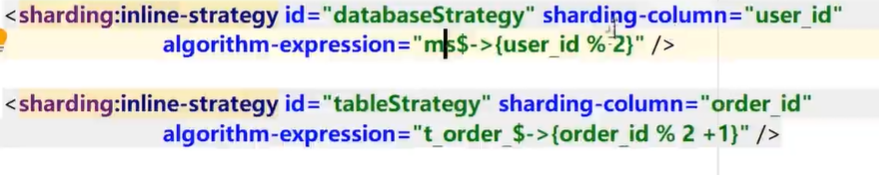 <sharding:inline-strategy id="databaseStrategy" sharding-column="user_id"
algorithm-expression="ms$->{user_id % 2}" />
<sharding:inline-strategy id="tableStrategy" sharding-column="order_id"
algorithm-expression="t_order_$->{order_id % 2 +1}" />